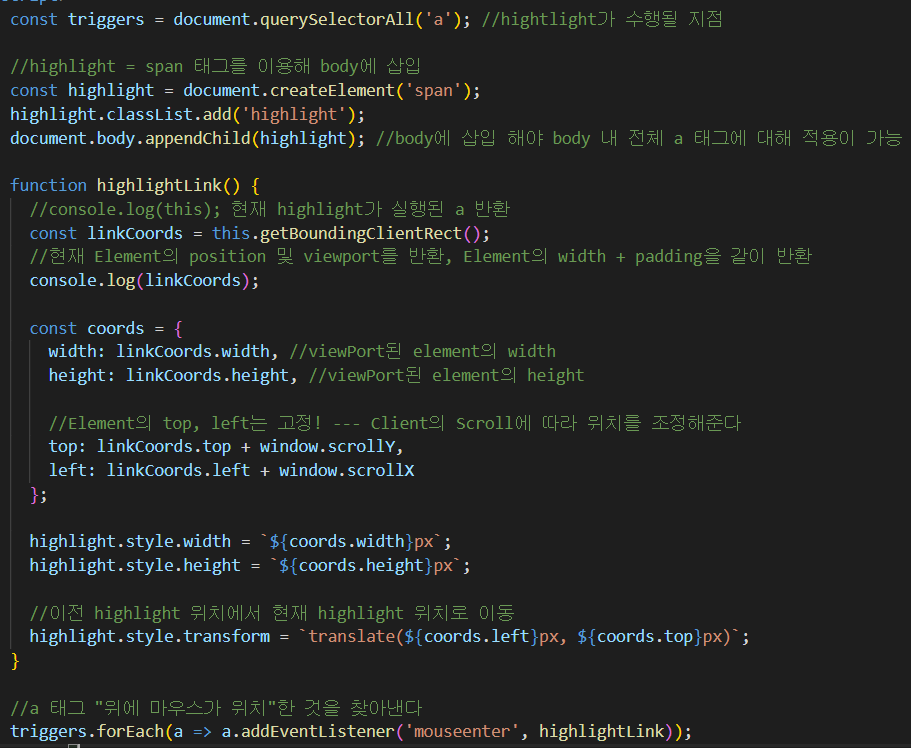 const triggers = document.querySelectorAll('a'); //hightlight가 수행될 지점
//highlight = span 태그를 이용해 body에 삽입
const highlight = document.createElement('span');
highlight.classList.add('highlight');
document.body.appendChild(highlight); //body에 삽입 해야 body 내 전체 a 태그에 대해 적용이 가능
function highlightLink() {
//console.log(this); 현재 highlight가 실행된 a 반환
const linkCoords = this.getBoundingClientRect();
//현재 Element의 position 및 viewport를 반환, Element의 width + padding을 같이 반환
console.log(linkCoords);
const coords = {
width: linkCoords.width, //viewPort된 element의 width
height: linkCoords.height, //viewPort된 element의 height
//Element의 top, left는 고정! --- Client의 Scroll에 따라 위치를 조정해준다
top: linkCoords.top + window.scrollY,
left: linkCoords.left + window.scrollX
};
highlight.style.width = `${coords.width}px`;
highlight.style.height = `${coords.height}px`;
//이전 highlight 위치에서 현재 highlight 위치로 이동
highlight.style.transform = `translate(${coords.left}px, ${coords.top}px)`;
}
//a 태그 "위에 마우스가 위치"한 것을 찾아낸다
triggers.forEach(a => a.addEventListener('mouseenter', highlightLink));